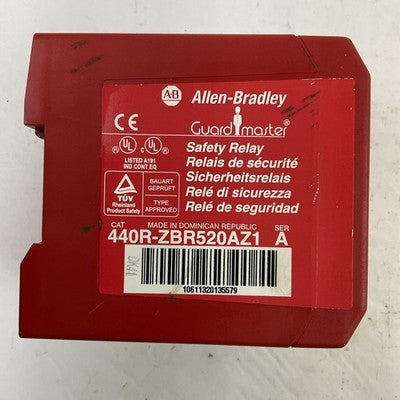 AB Allen-Bradley
CE Guardmaster®
Safety Relay
Relais de sécurité
Sicherheitsrelais
Relé di sicurezza
Relé de seguridad
UL UL
LISTED A191
IND CONT EQ
TÜV
Rheinland
Product Safety
BAUART
GEPRÜFT
TYPE
APPROVED
CAT MADE IN DOMINICAN REPUBLIC SER
440R-ZBR520AZ1 A
10611320135579